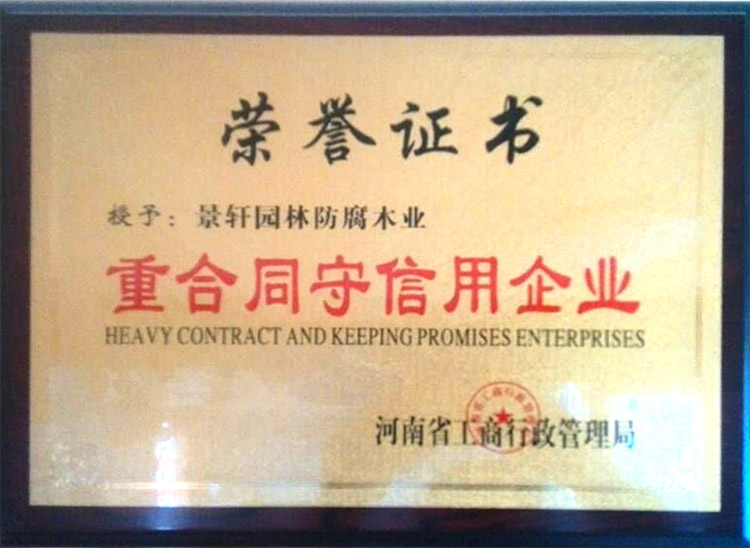 荣誉证书
授予：景轩园林防腐木业
重合同守信用企业
HEAVY CONTRACT AND KEEPING PROMISES ENTERPRISES
河南省工商行政管理局